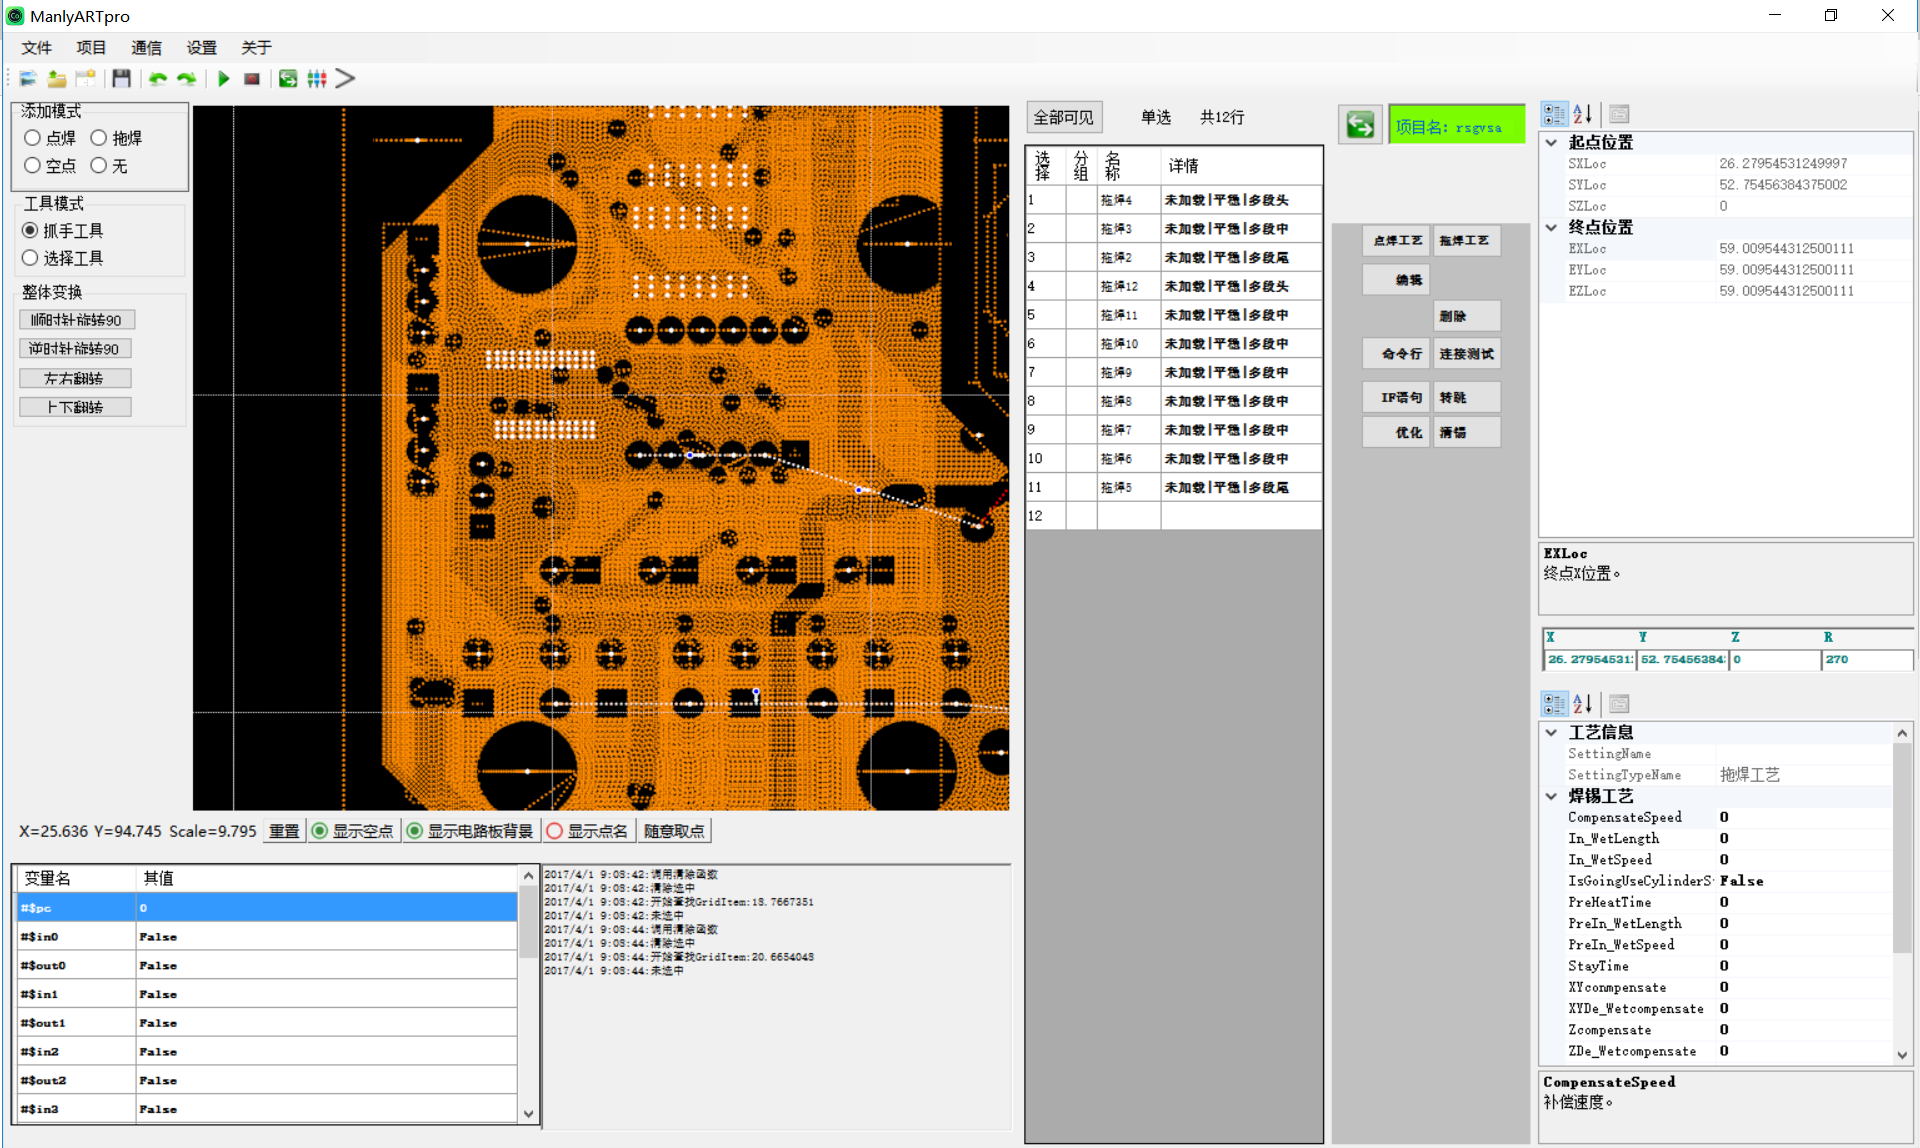 ManlyARTpro
文件 项目 通信 设置 关于
添加模式
点焊 拖焊
空点 无
工具模式
抓手工具
选择工具
整体变换
顺时针旋转90
逆时针旋转90
左右翻转
上下翻转
X=25.636 Y=94.745 Scale=9.795 重置 显示空点 显示电路板背景 显示点名 随意取点
变量名 其值
#$pc 0
#$in0 False
#$out0 False
#$in1 False
#$out1 False
#$in2 False
#$out2 False
#$in3 False
2017/4/1 9:08:42:调用清除函数
2017/4/1 9:08:42:清除选中
2017/4/1 9:08:42:开始查找GridItem:18.7667351
2017/4/1 9:08:42:未选中
2017/4/1 9:08:44:调用清除函数
2017/4/1 9:08:44:清除选中
2017/4/1 9:08:44:开始查找GridItem:20.6654048
2017/4/1 9:08:44:未选中
全部可见 单选 共12行
选择 分组 名称 详情
1 拖焊4 未加载|平稳|多段头
2 拖焊3 未加载|平稳|多段中
3 拖焊2 未加载|平稳|多段尾
4 拖焊12 未加载|平稳|多段头
5 拖焊11 未加载|平稳|多段中
6 拖焊10 未加载|平稳|多段中
7 拖焊9 未加载|平稳|多段中
8 拖焊8 未加载|平稳|多段中
9 拖焊7 未加载|平稳|多段中
10 拖焊6 未加载|平稳|多段中
11 拖焊5 未加载|平稳|多段尾
12
项目名: rsgvsa
点焊工艺 拖焊工艺
编辑
删除
命令行 连接测试
IF语句 转跳
优化 清锡
起点位置
SXLoc 26.27954531249997
SYLoc 52.75456384375002
SZLoc 0
终点位置
EXLoc 59.009544312500111
EYLoc 59.009544312500111
EZLoc 59.009544312500111
EXLoc
终点X位置。
X Y Z R
26.27954531 52.75456384 0 270
工艺信息
SettingName
SettingTypeName 拖焊工艺
焊锡工艺
CompensateSpeed 0
In_WetLength 0
In_WetSpeed 0
IsGoingUseCylinderS False
PreHeatTime 0
PreIn_WetLength 0
PreIn_WetSpeed 0
StayTime 0
XYconmpensate 0
XYDe_Wetcompensate 0
Zcompensate 0
ZDe_Wetcompensate 0
CompensateSpeed
补偿速度。